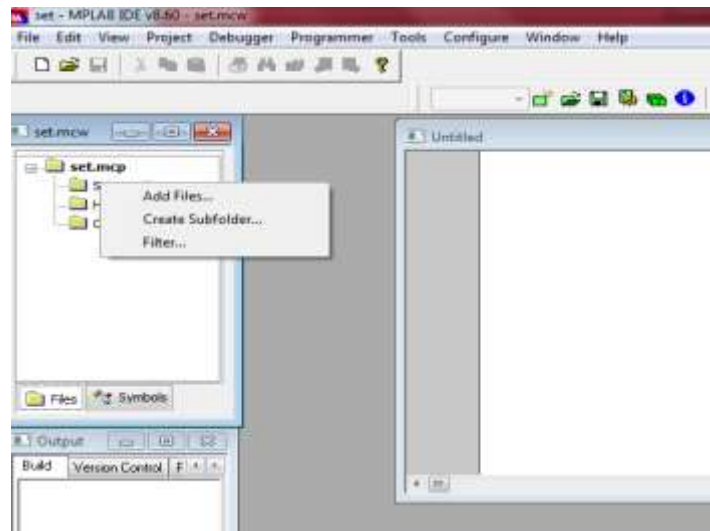 set - MPLAB IDE v8.60 - set.mcw
File Edit View Project Debugger Programmer Tools Configure Window Help
set.mcw
Untitled
set.mcp
S
H
O
Add Files...
Create Subfolder...
Filter...
Files Symbols
Output
Build Version Control F